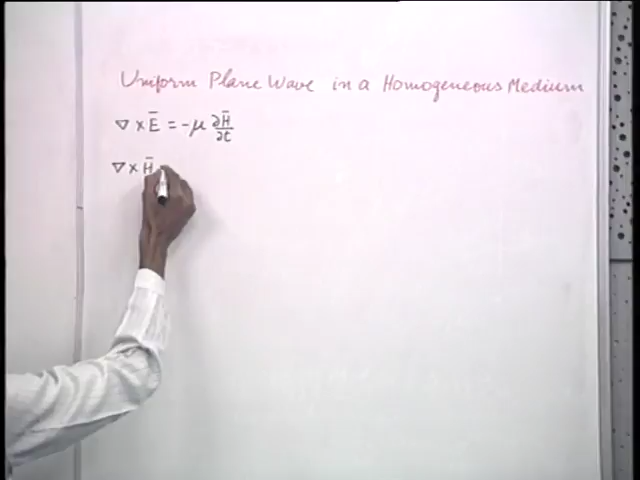 Uniform Plane Wave in a Homogeneous Medium
∇ × E̅ = -μ ∂H̅/∂t
∇ × H̅